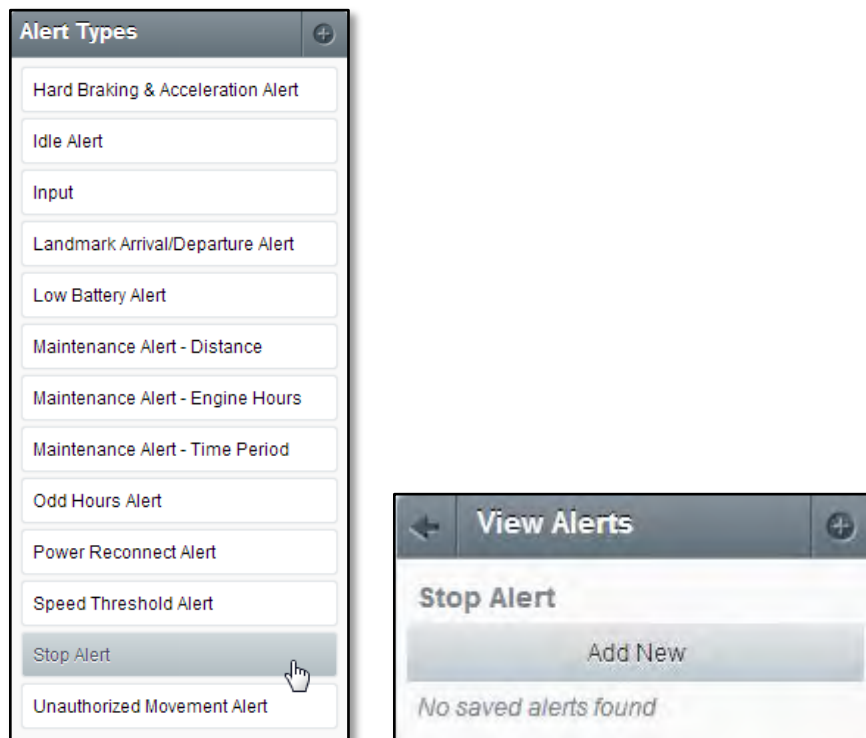 Alert Types
Hard Braking & Acceleration Alert
Idle Alert
Input
Landmark Arrival/Departure Alert
Low Battery Alert
Maintenance Alert - Distance
Maintenance Alert - Engine Hours
Maintenance Alert - Time Period
Odd Hours Alert
Power Reconnect Alert
Speed Threshold Alert
Stop Alert
Unauthorized Movement Alert
View Alerts
Stop Alert
Add New
No saved alerts found